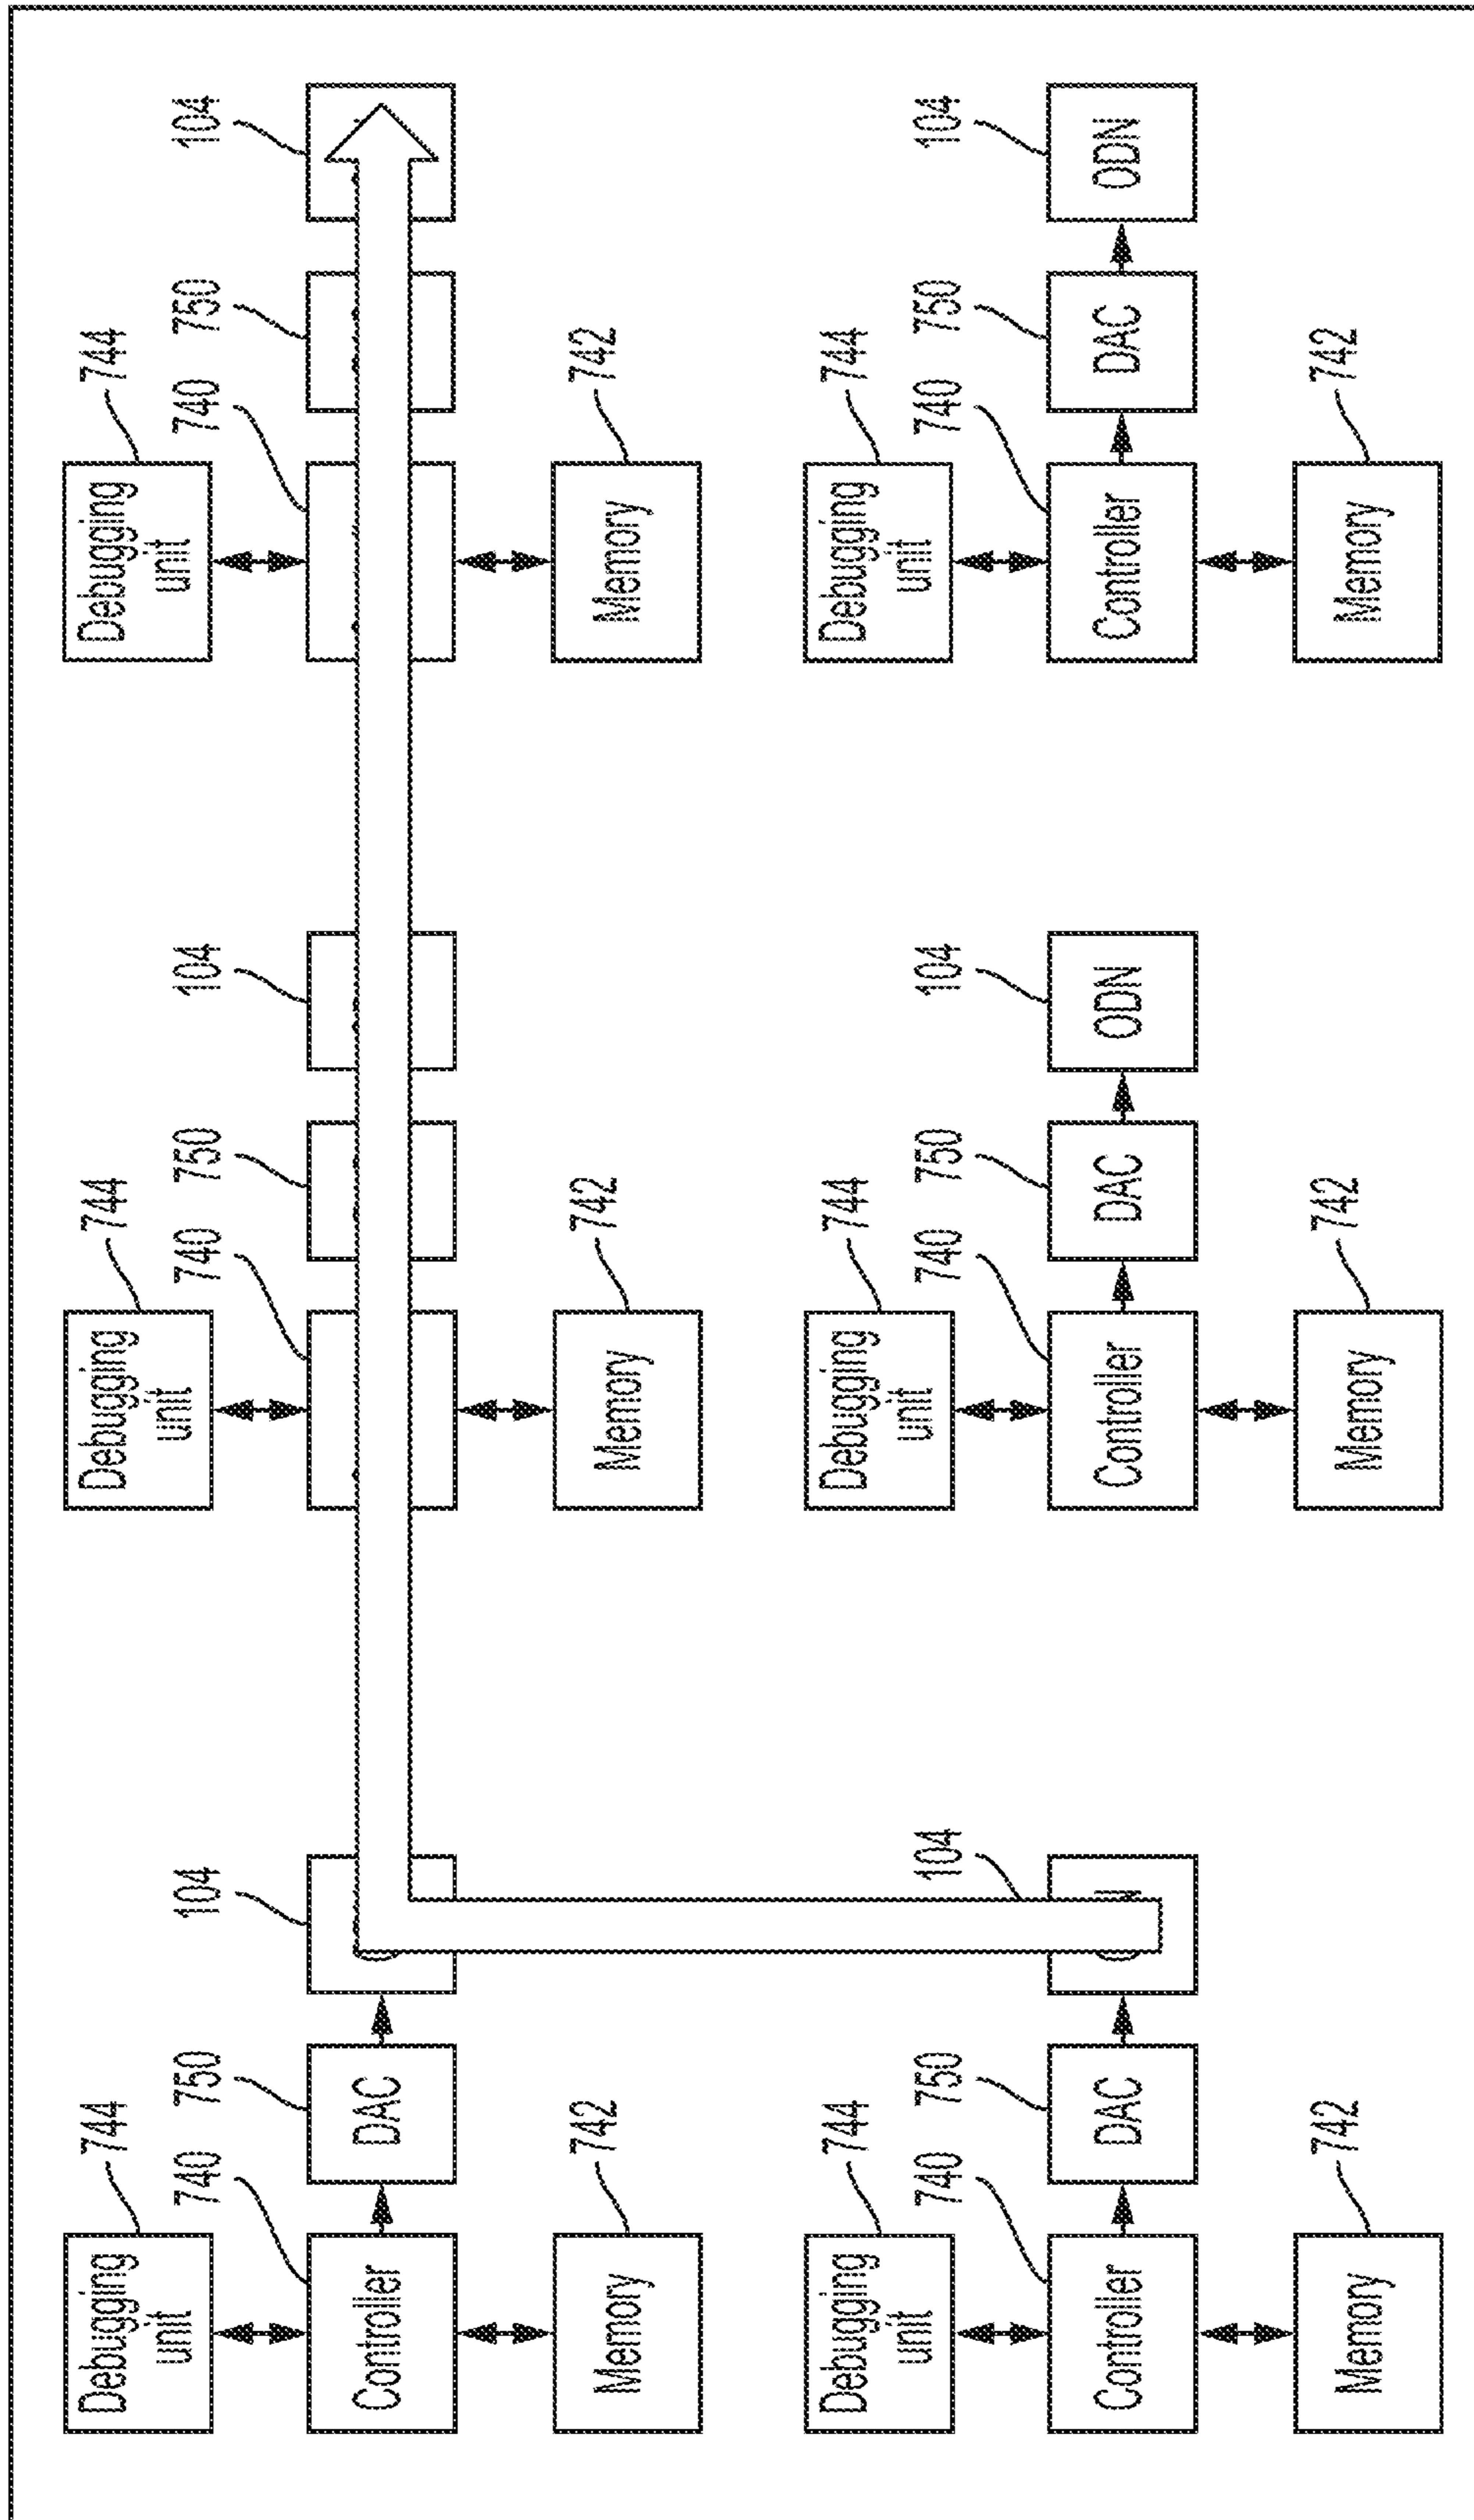 Debugging
unit
744
740
750
104
Controller
DAC
Memory
742
Debugging
unit
744
740
750
104
Memory
742
Debugging
unit
744
740
750
104
Memory
742
Debugging
unit
744
740
750
104
Controller
DAC
Memory
742
Debugging
unit
744
740
750
104
Controller
DAC
ODN
Memory
742
Debugging
unit
744
740
750
104
Controller
DAC
ODN
Memory
742